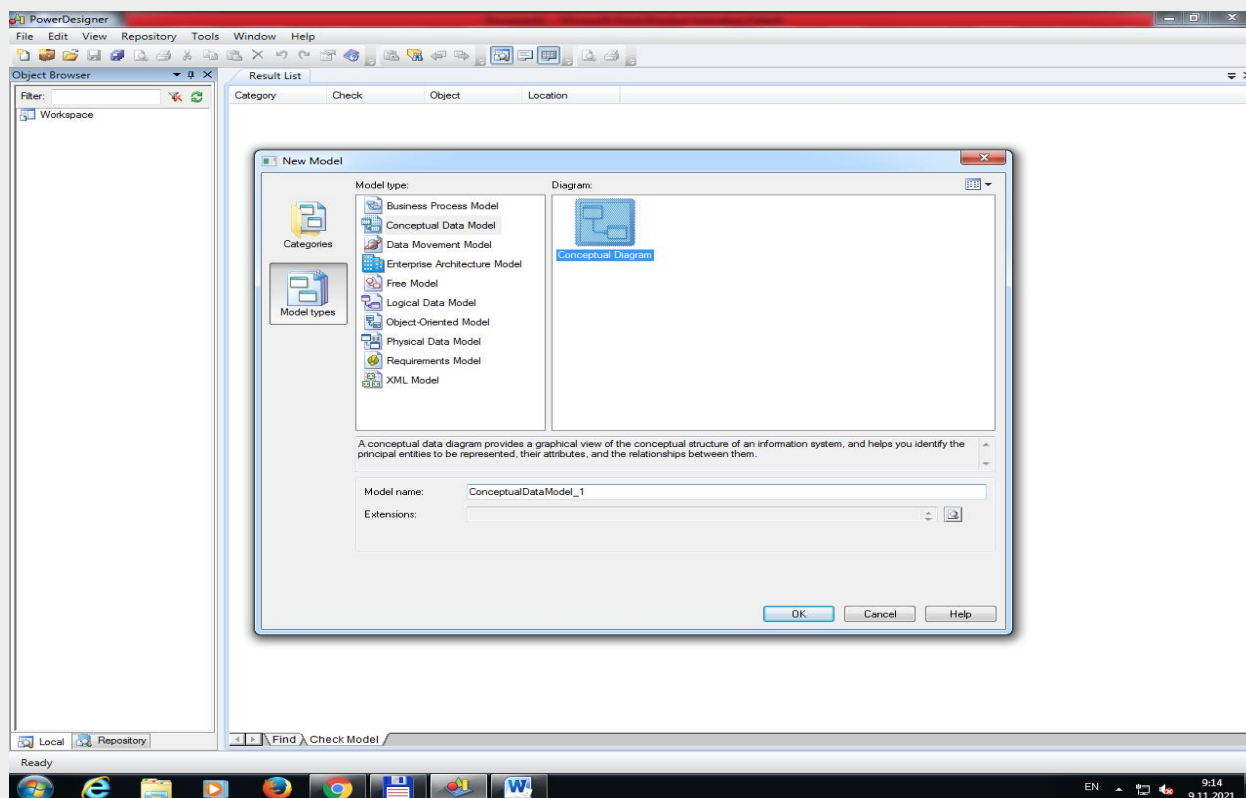 PowerDesigner
File Edit View Repository Tools Window Help
Object Browser
Result List
Filter:
Category Check Object Location
Workspace
New Model
Model type: Diagram:
Categories
Model types
Business Process Model
Conceptual Data Model
Data Movement Model
Enterprise Architecture Model
Free Model
Logical Data Model
Object-Oriented Model
Physical Data Model
Requirements Model
XML Model
Conceptual Diagram
A conceptual data diagram provides a graphical view of the conceptual structure of an information system, and helps you identify the
principal entities to be represented, their attributes, and the relationships between them.
Model name: ConceptualDataModel_1
Extensions:
OK Cancel Help
Local Repository
Find Check Model
Ready
EN 9:14
9.11.2021